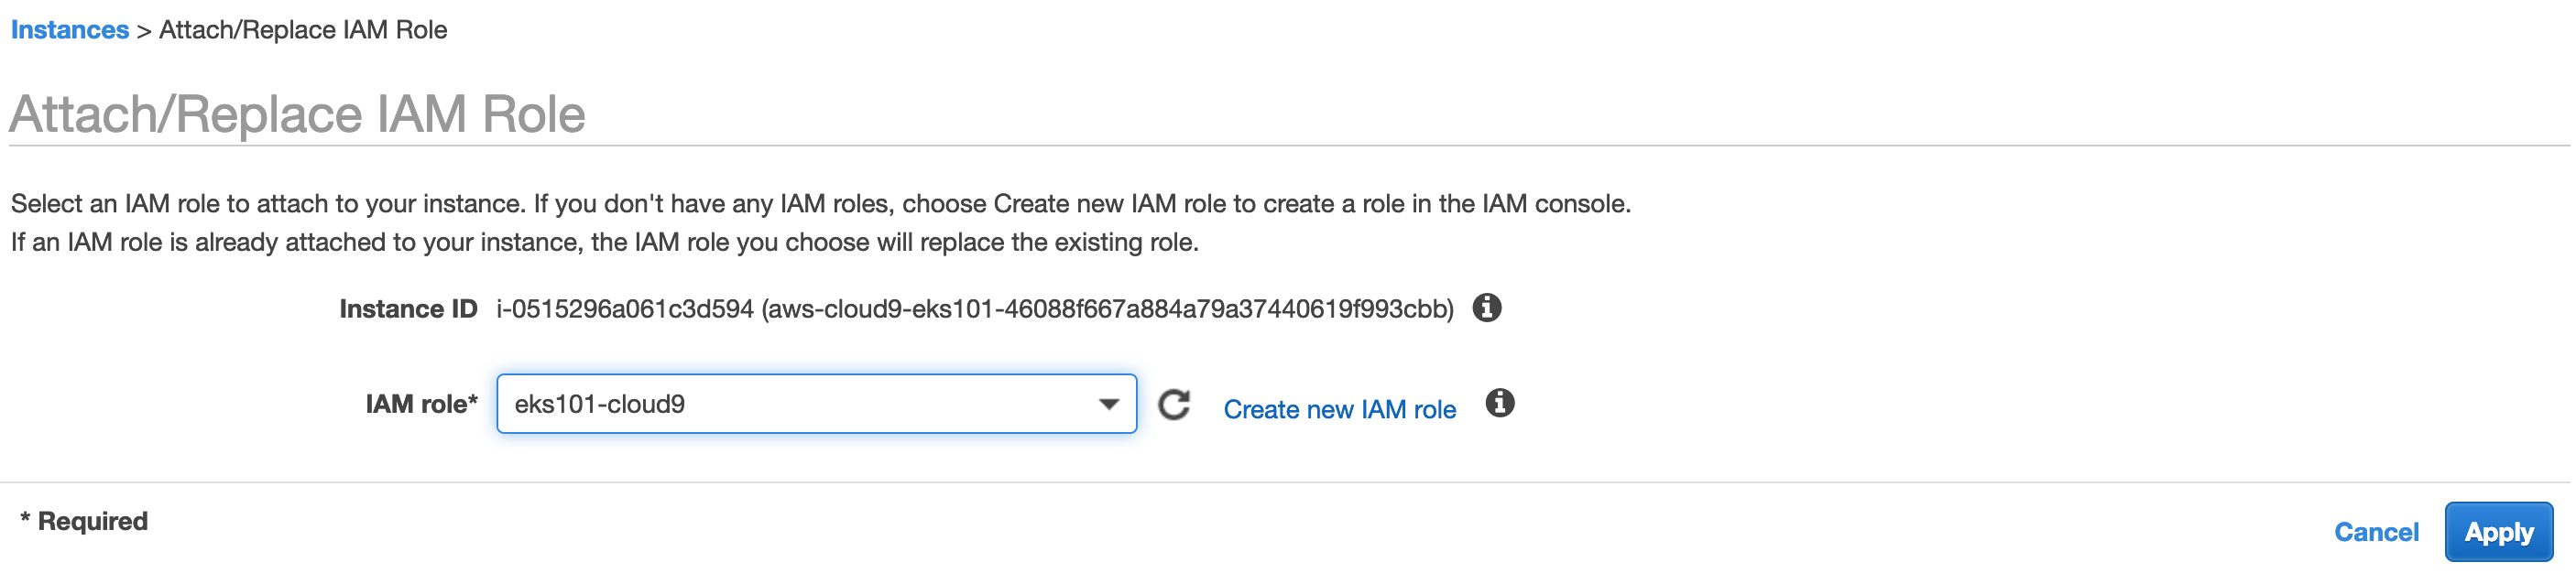 Instances > Attach/Replace IAM Role
Attach/Replace IAM Role
Select an IAM role to attach to your instance. If you don't have any IAM roles, choose Create new IAM role to create a role in the IAM console.
If an IAM role is already attached to your instance, the IAM role you choose will replace the existing role.
Instance ID i-0515296a061c3d594 (aws-cloud9-eks101-46088f667a884a79a37440619f993cbb)
IAM role* eks101-cloud9 Create new IAM role
* Required
Cancel Apply